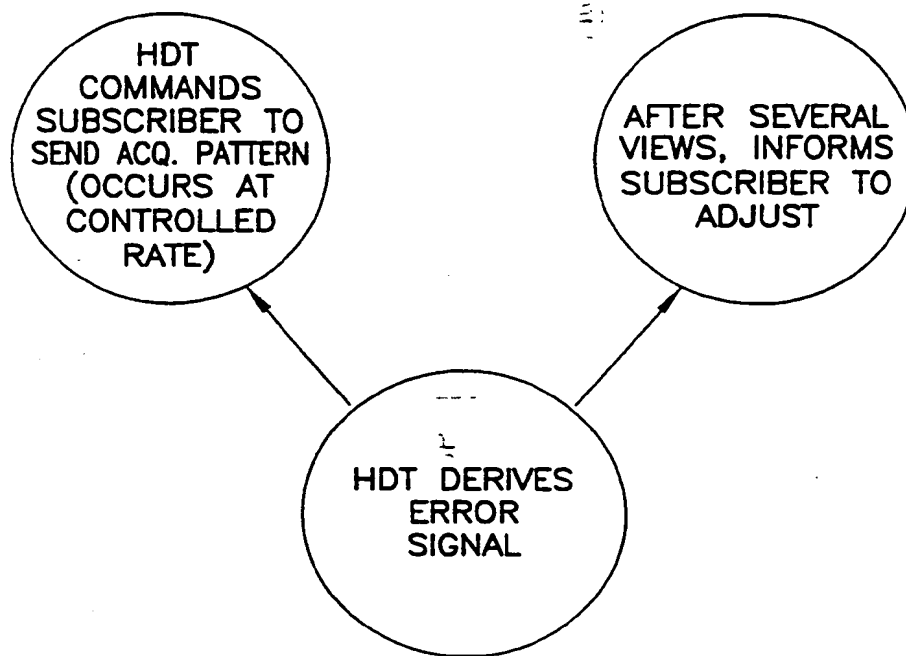 HDT
COMMANDS
SUBSCRIBER TO
SEND ACQ. PATTERN
(OCCURS AT
CONTROLLED
RATE)
AFTER SEVERAL
VIEWS, INFORMS
SUBSCRIBER TO
ADJUST
HDT DERIVES
ERROR
SIGNAL